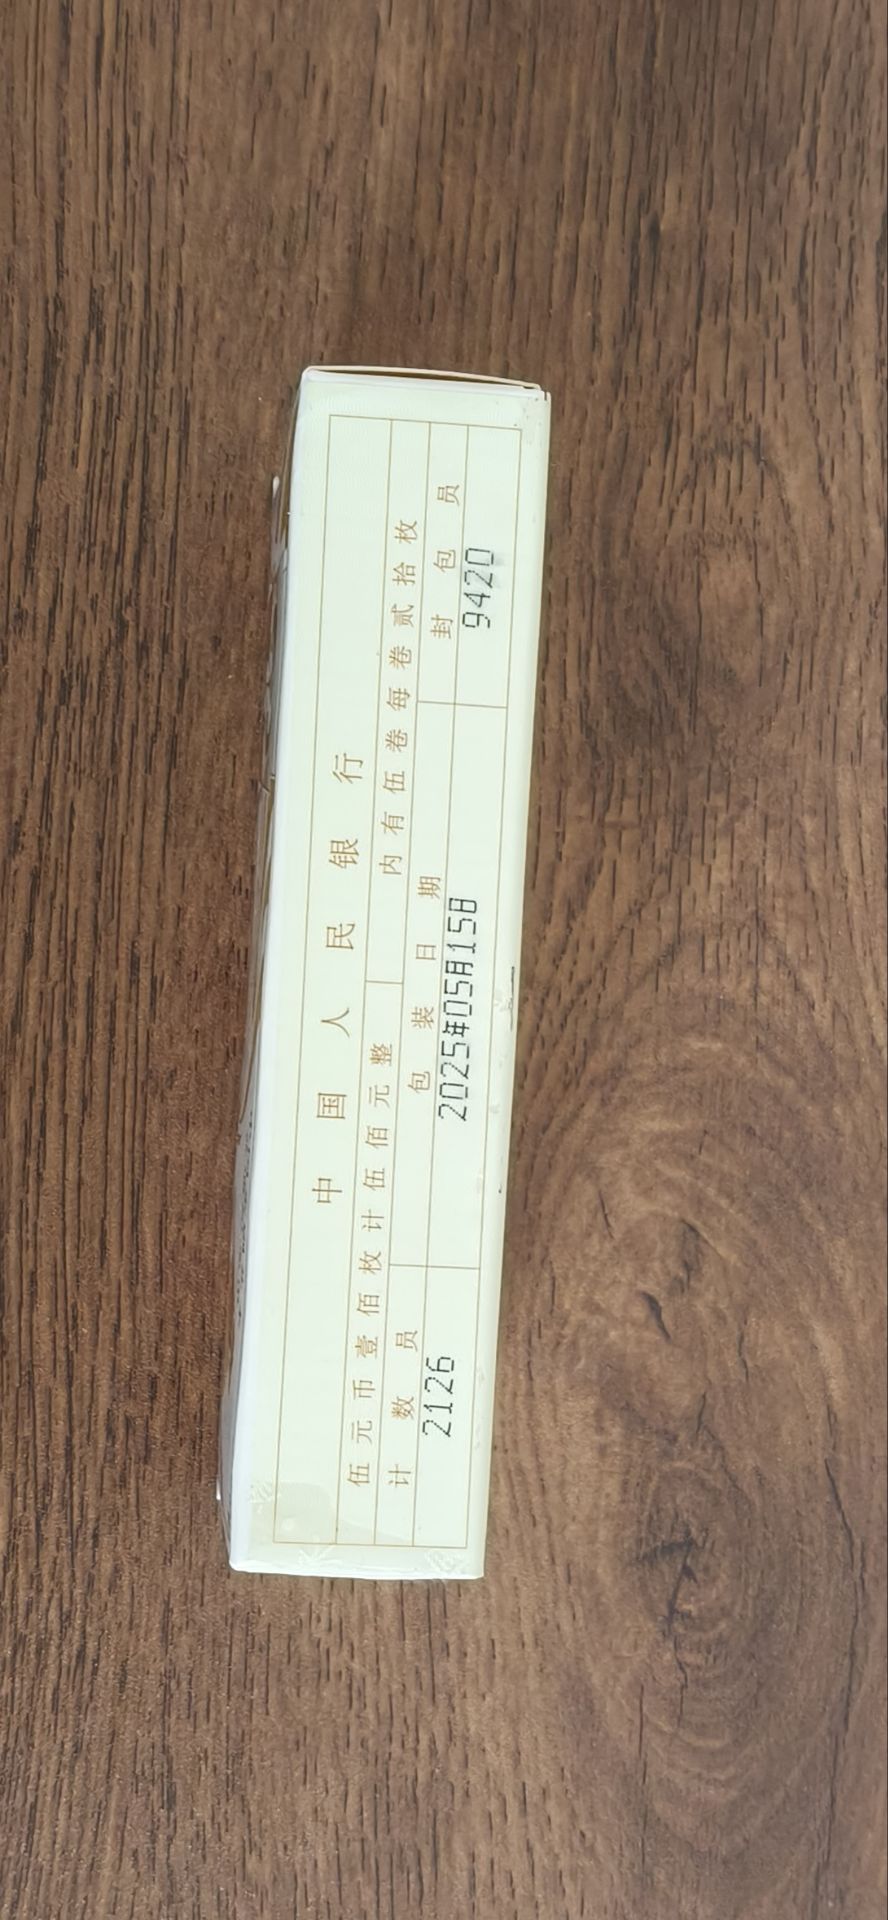 中国人民银行
伍元币壹佰枚计伍佰元整 内有伍卷每卷贰拾枚
计数员 包装日期 封包员
2126 2025年05月15日 9420